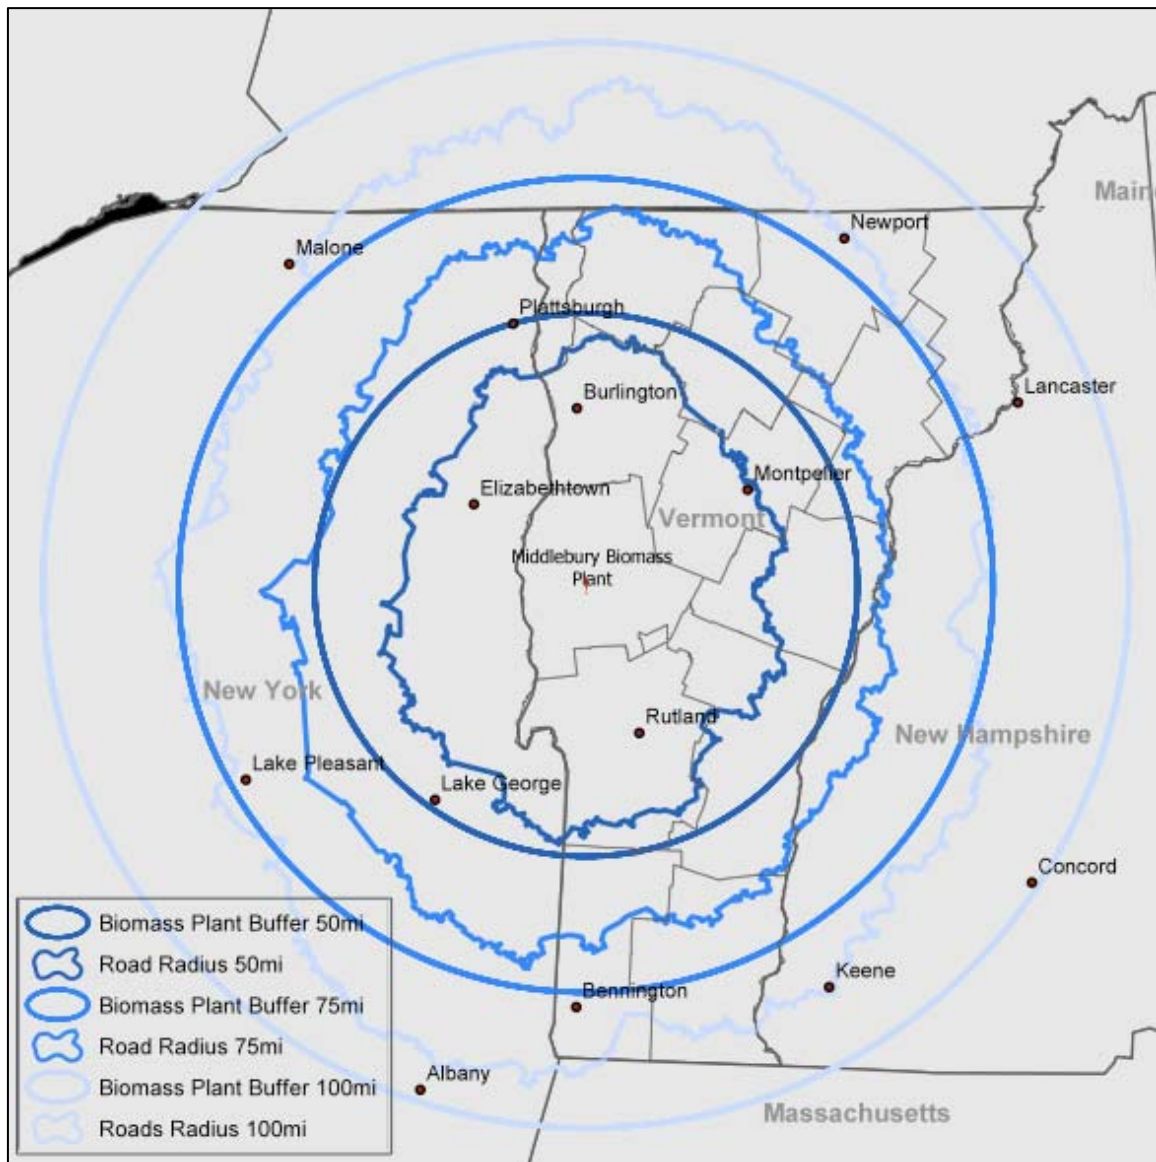 Maine
Newport
Malone
Plattsburgh
Lancaster
Burlington
Montpelier
Elizabethtown
Vermont
Middlebury Biomass
Plant
New York
Rutland
New Hampshire
Lake Pleasant
Lake George
Concord
Keene
Bennington
Albany
Massachusetts
Biomass Plant Buffer 50mi
Road Radius 50mi
Biomass Plant Buffer 75mi
Road Radius 75mi
Biomass Plant Buffer 100mi
Roads Radius 100mi